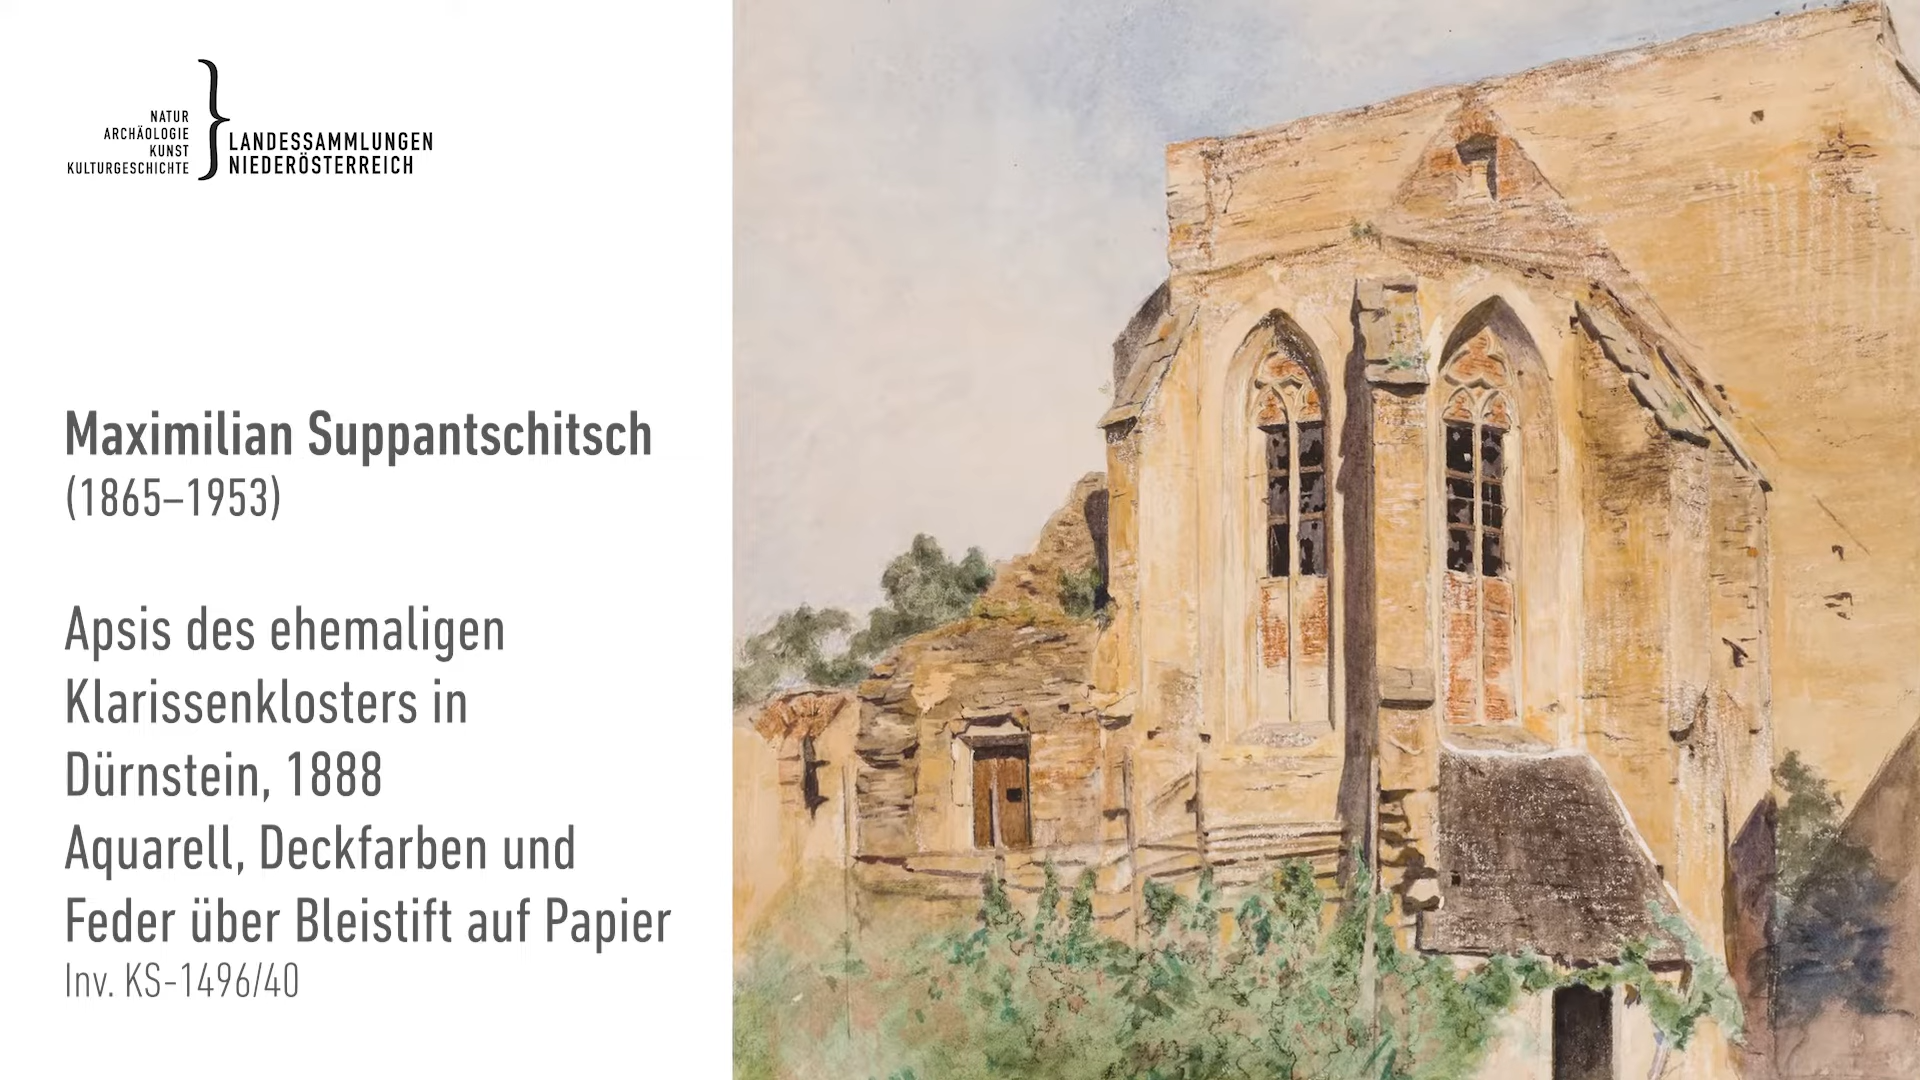 NATUR
ARCHÄOLOGIE
KUNST
KULTURGESCHICHTE
LANDESSAMMLUNGEN
NIEDERÖSTERREICH
Maximilian Suppantschitsch
(1865–1953)
Apsis des ehemaligen
Klarissenklosters in
Dürnstein, 1888
Aquarell, Deckfarben und
Feder über Bleistift auf Papier
Inv. KS-1496/40